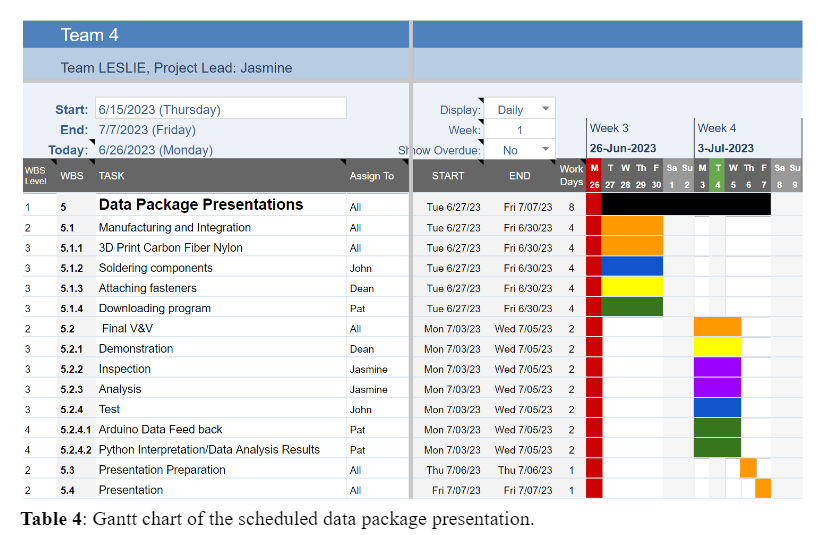 Team 4
Team LESLIE, Project Lead: Jasmine
Start: 6/15/2023 (Thursday) Display: Daily
End: 7/7/2023 (Friday) Week: 1 Week 3 Week 4
Today: 6/26/2023 (Monday) Show Overdue: No 26-Jun-2023 3-Jul-2023
WBS Level WBS TASK Assign To START END Work Days M T W Th F Sa Su M T W Th F Sa Su
26 27 28 29 30 1 2 3 4 5 6 7 8 9
1 5 Data Package Presentations All Tue 6/27/23 Fri 7/07/23 8
2 5.1 Manufacturing and Integration All Tue 6/27/23 Fri 6/30/23 4
3 5.1.1 3D Print Carbon Fiber Nylon All Tue 6/27/23 Fri 6/30/23 4
3 5.1.2 Soldering components John Tue 6/27/23 Fri 6/30/23 4
3 5.1.3 Attaching fasteners Dean Tue 6/27/23 Fri 6/30/23 4
3 5.1.4 Downloading program Pat Tue 6/27/23 Fri 6/30/23 4
2 5.2 Final V&V All Mon 7/03/23 Wed 7/05/23 2
3 5.2.1 Demonstration Dean Mon 7/03/23 Wed 7/05/23 2
3 5.2.2 Inspection Jasmine Mon 7/03/23 Wed 7/05/23 2
3 5.2.3 Analysis Jasmine Mon 7/03/23 Wed 7/05/23 2
3 5.2.4 Test John Mon 7/03/23 Wed 7/05/23 2
4 5.2.4.1 Arduino Data Feed back Pat Mon 7/03/23 Wed 7/05/23 2
4 5.2.4.2 Python Interpretation/Data Analysis Results Pat Mon 7/03/23 Wed 7/05/23 2
2 5.3 Presentation Preparation All Thu 7/06/23 Thu 7/06/23 1
2 5.4 Presentation All Fri 7/07/23 Fri 7/07/23 1
Table 4: Gantt chart of the scheduled data package presentation.